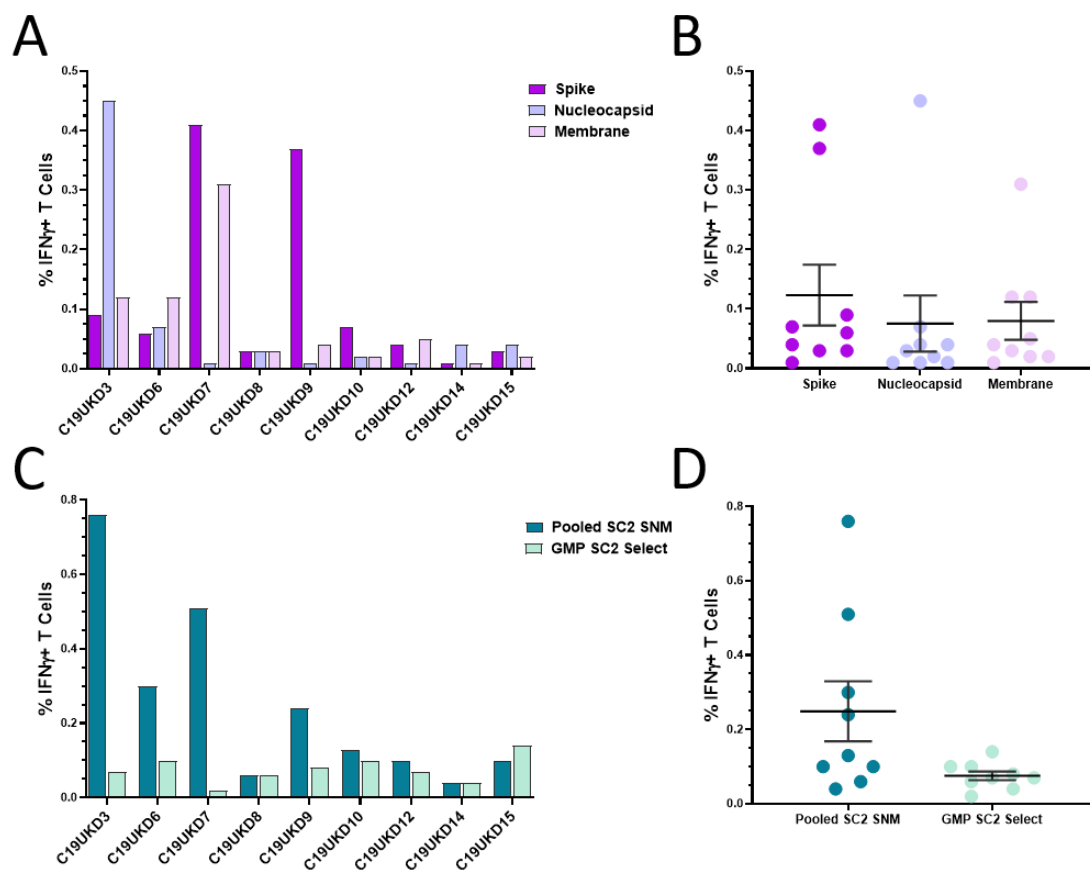 A
B
% IFNγ+ T Cells
0.5
0.4
0.3
0.2
0.1
0.0
Spike
Nucleocapsid
Membrane
C19UKD3
C19UKD6
C19UKD7
C19UKD8
C19UKD9
C19UKD10
C19UKD12
C19UKD14
C19UKD15
% IFNγ+ T Cells
0.5
0.4
0.3
0.2
0.1
0.0
Spike Nucleocapsid Membrane
C
D
% IFNγ+ T Cells
0.8
0.6
0.4
0.2
0.0
Pooled SC2 SNM
GMP SC2 Select
C19UKD3
C19UKD6
C19UKD7
C19UKD8
C19UKD9
C19UKD10
C19UKD12
C19UKD14
C19UKD15
% IFNγ+ T Cells
0.8
0.6
0.4
0.2
0.0
Pooled SC2 SNM GMP SC2 Select